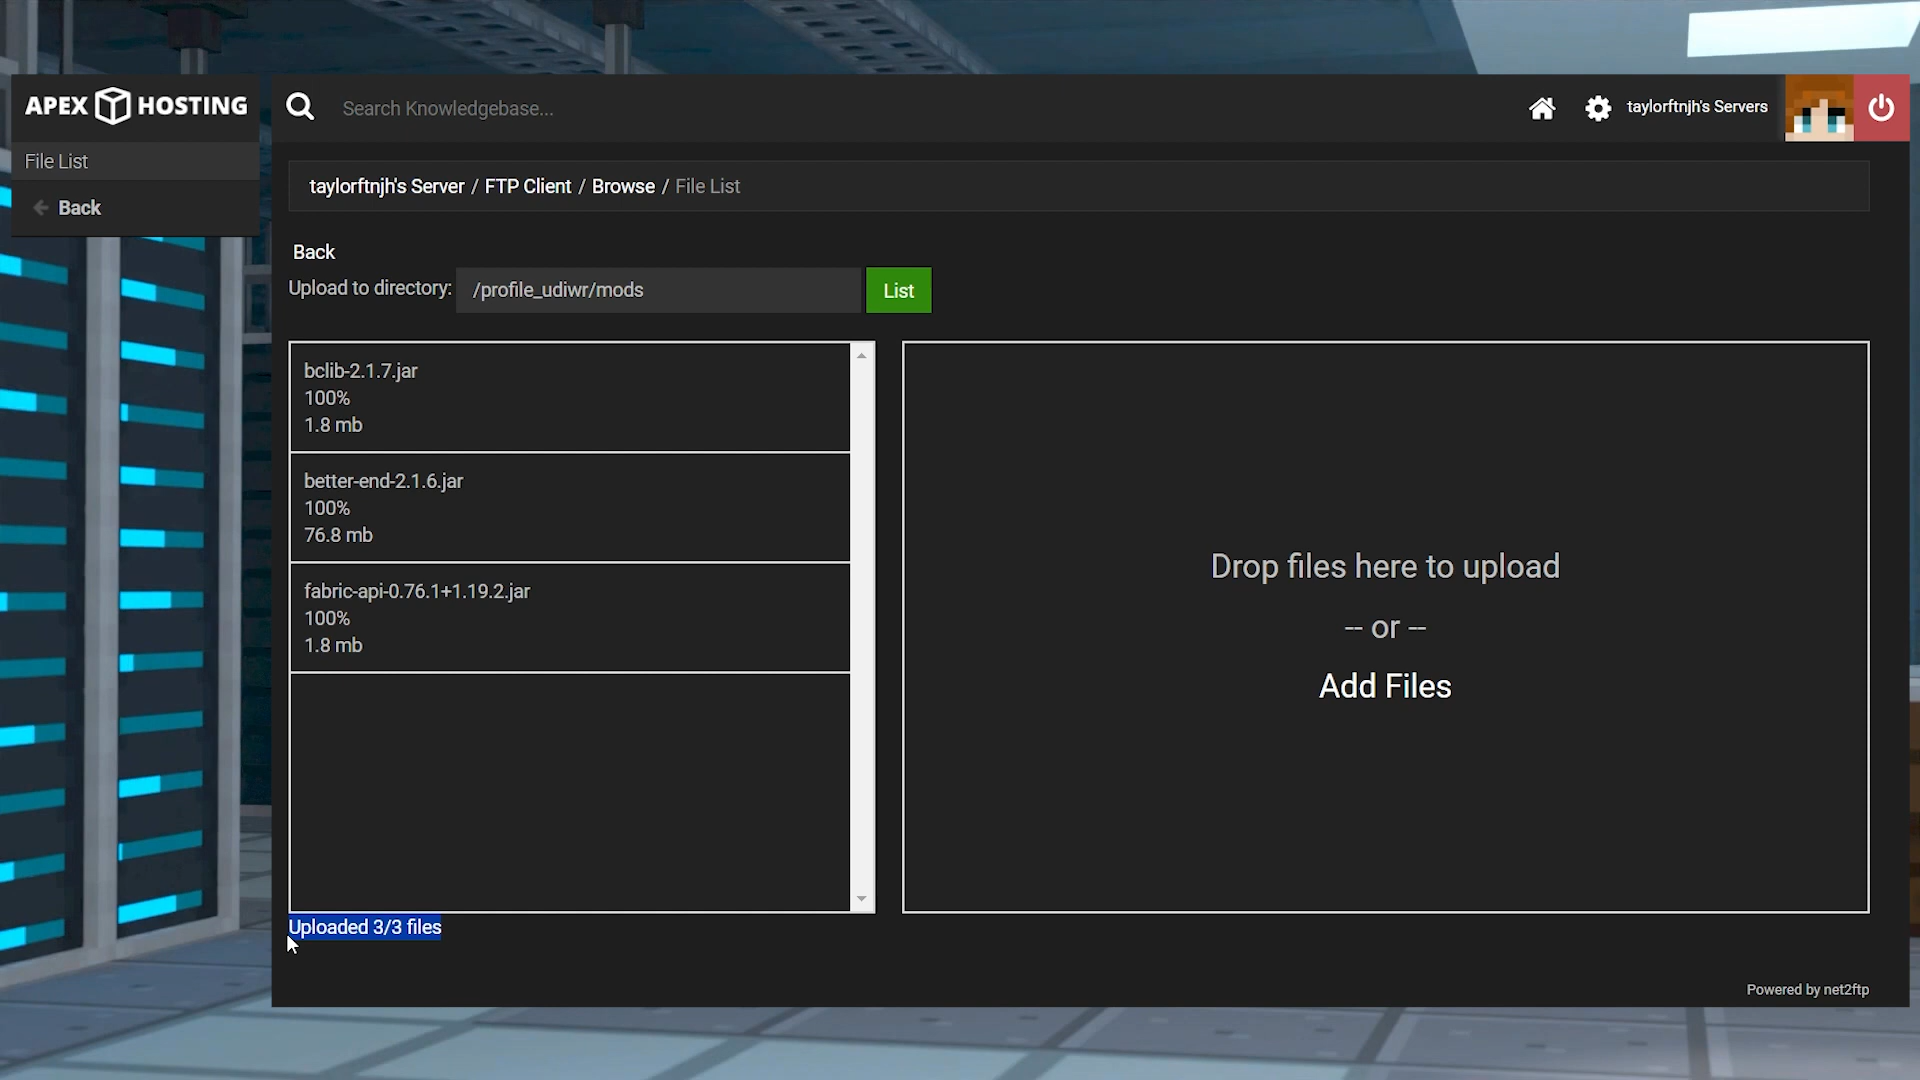 APEX HOSTING
Search Knowledgebase...
taylorftnjh's Servers
File List
Back
taylorftnjh's Server / FTP Client / Browse / File List
Back
Upload to directory: /profile_udiwr/mods List
bclib-2.1.7.jar
100%
1.8 mb
better-end-2.1.6.jar
100%
76.8 mb
fabric-api-0.76.1+1.19.2.jar
100%
1.8 mb
Drop files here to upload
-- or --
Add Files
Uploaded 3/3 files
Powered by net2ftp